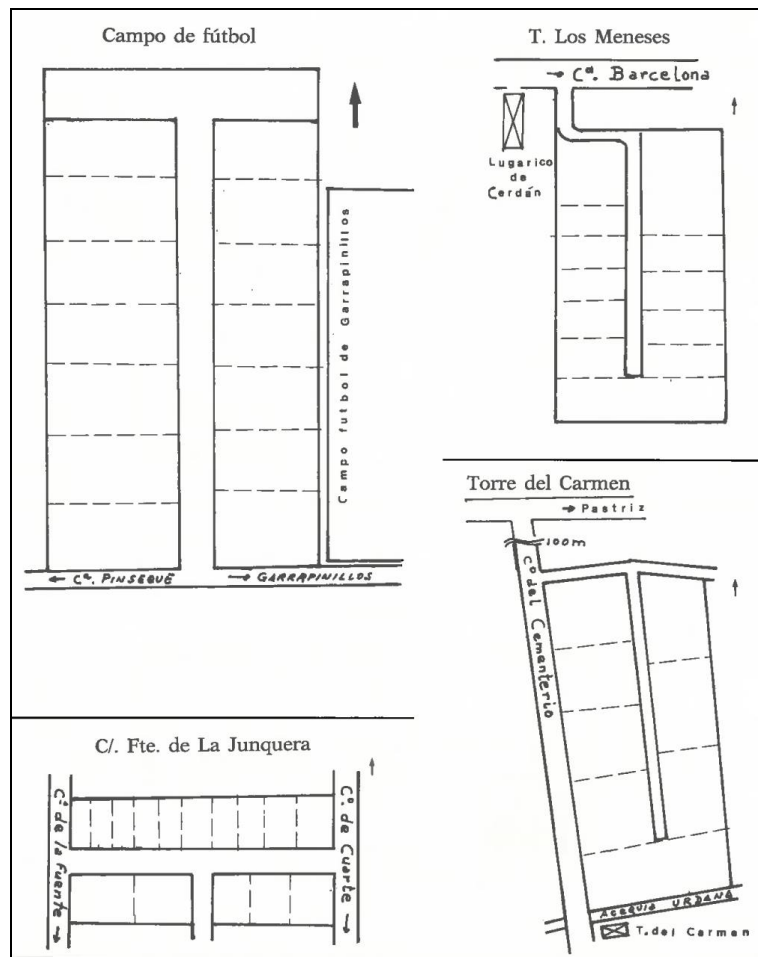 Campo de fútbol
Campo futbol de Garrapinillos
← Cª. PINSEQUE
→ GARRAPINILLOS
T. Los Meneses
→ Cª. Barcelona
Lugarico
de
Cerdán
Torre del Carmen
→ Pastriz
100m
Cº del Cementerio
ACEQUIA URDANA
T. del Carmen
C/. Fte. de La Junquera
Cº de la Fuente →
Cº. de Cuarte →